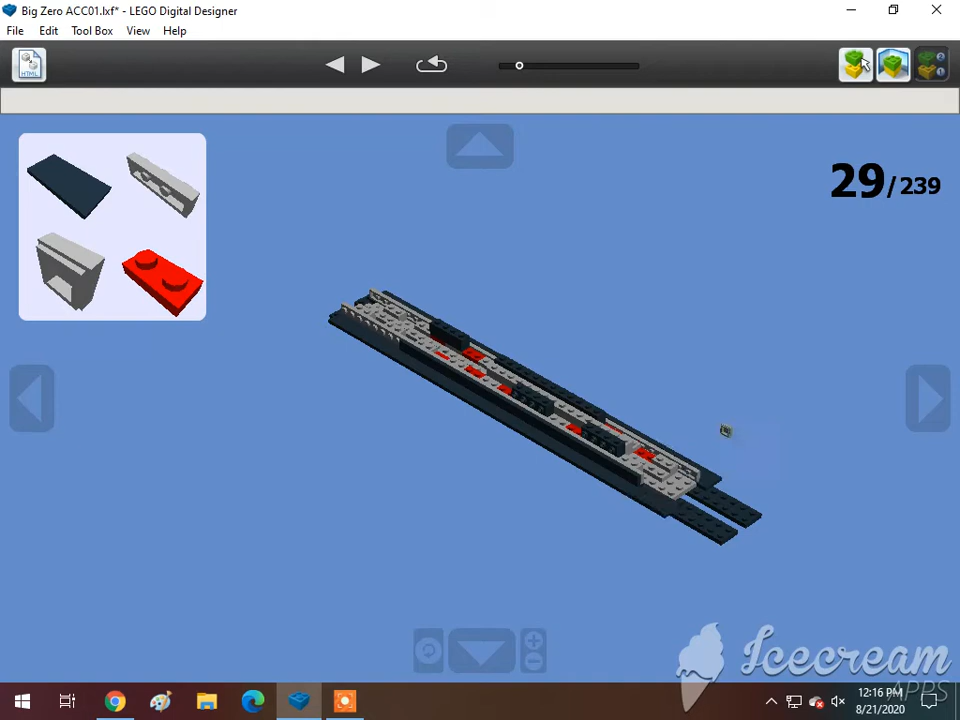 Big Zero ACC01.lxf* - LEGO Digital Designer
File Edit Tool Box View Help
HTML
29/239
Icecream
APPS
12:16 PM
8/21/2020